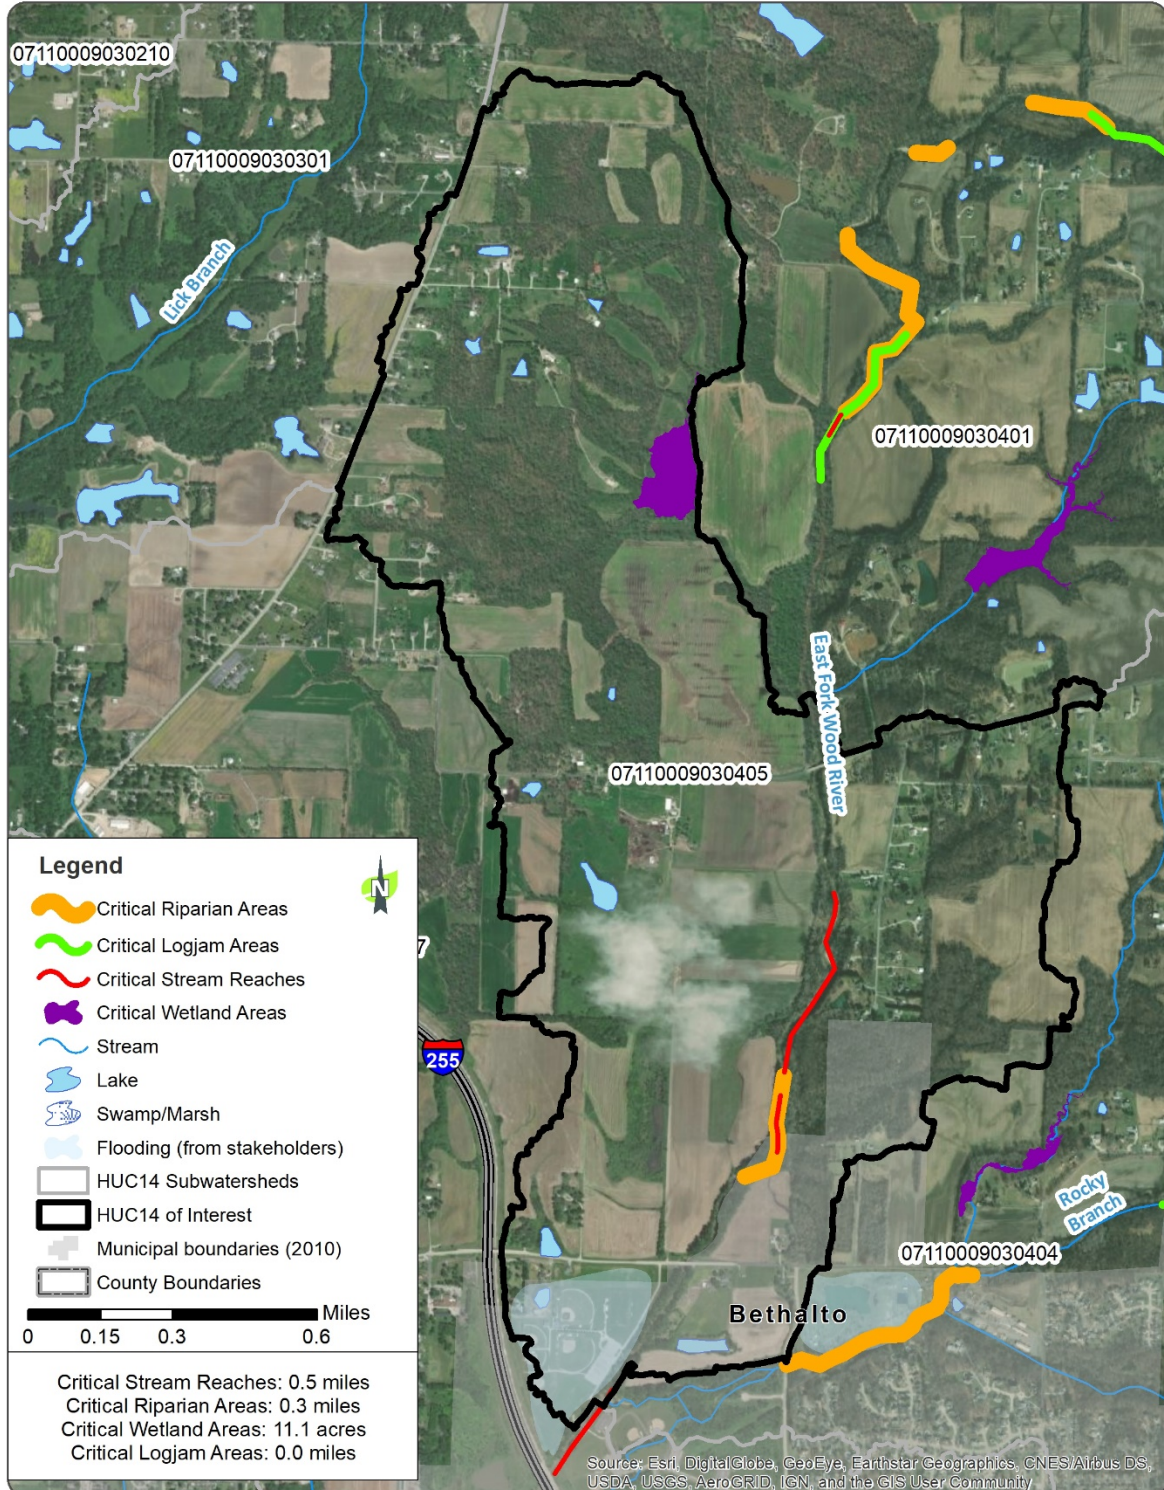 07110009030210
07110009030301
Lick Branch
07110009030401
East Fork Wood River
07110009030405
7
255
Rocky
Branch
07110009030404
Bethalto
Legend
N
Critical Riparian Areas
Critical Logjam Areas
Critical Stream Reaches
Critical Wetland Areas
Stream
Lake
Swamp/Marsh
Flooding (from stakeholders)
HUC14 Subwatersheds
HUC14 of Interest
Municipal boundaries (2010)
County Boundaries
Miles
0 0.15 0.3 0.6
Critical Stream Reaches: 0.5 miles
Critical Riparian Areas: 0.3 miles
Critical Wetland Areas: 11.1 acres
Critical Logjam Areas: 0.0 miles
Source: Esri, DigitalGlobe, GeoEye, Earthstar Geographics, CNES/Airbus DS,
USDA, USGS, AeroGRID, IGN, and the GIS User Community